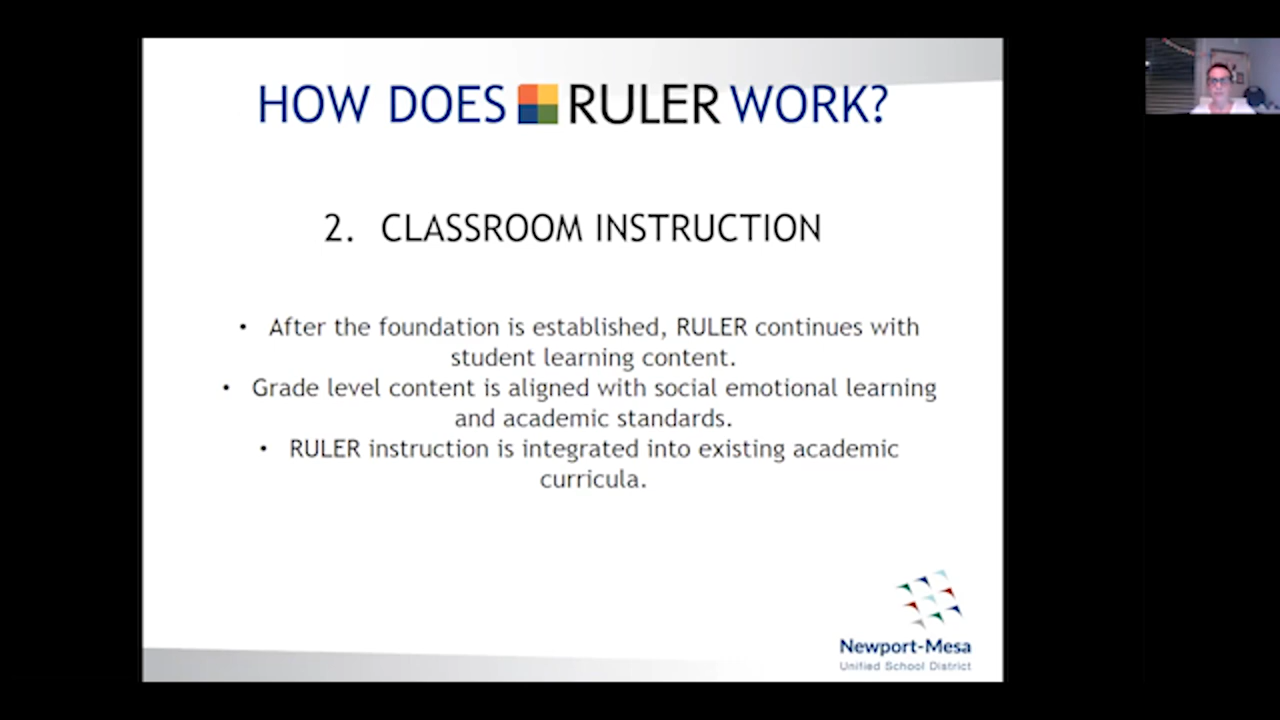 HOW DOES RULER WORK?
2. CLASSROOM INSTRUCTION
• After the foundation is established, RULER continues with
student learning content.
• Grade level content is aligned with social emotional learning
and academic standards.
• RULER instruction is integrated into existing academic
curricula.
Newport-Mesa
Unified School District